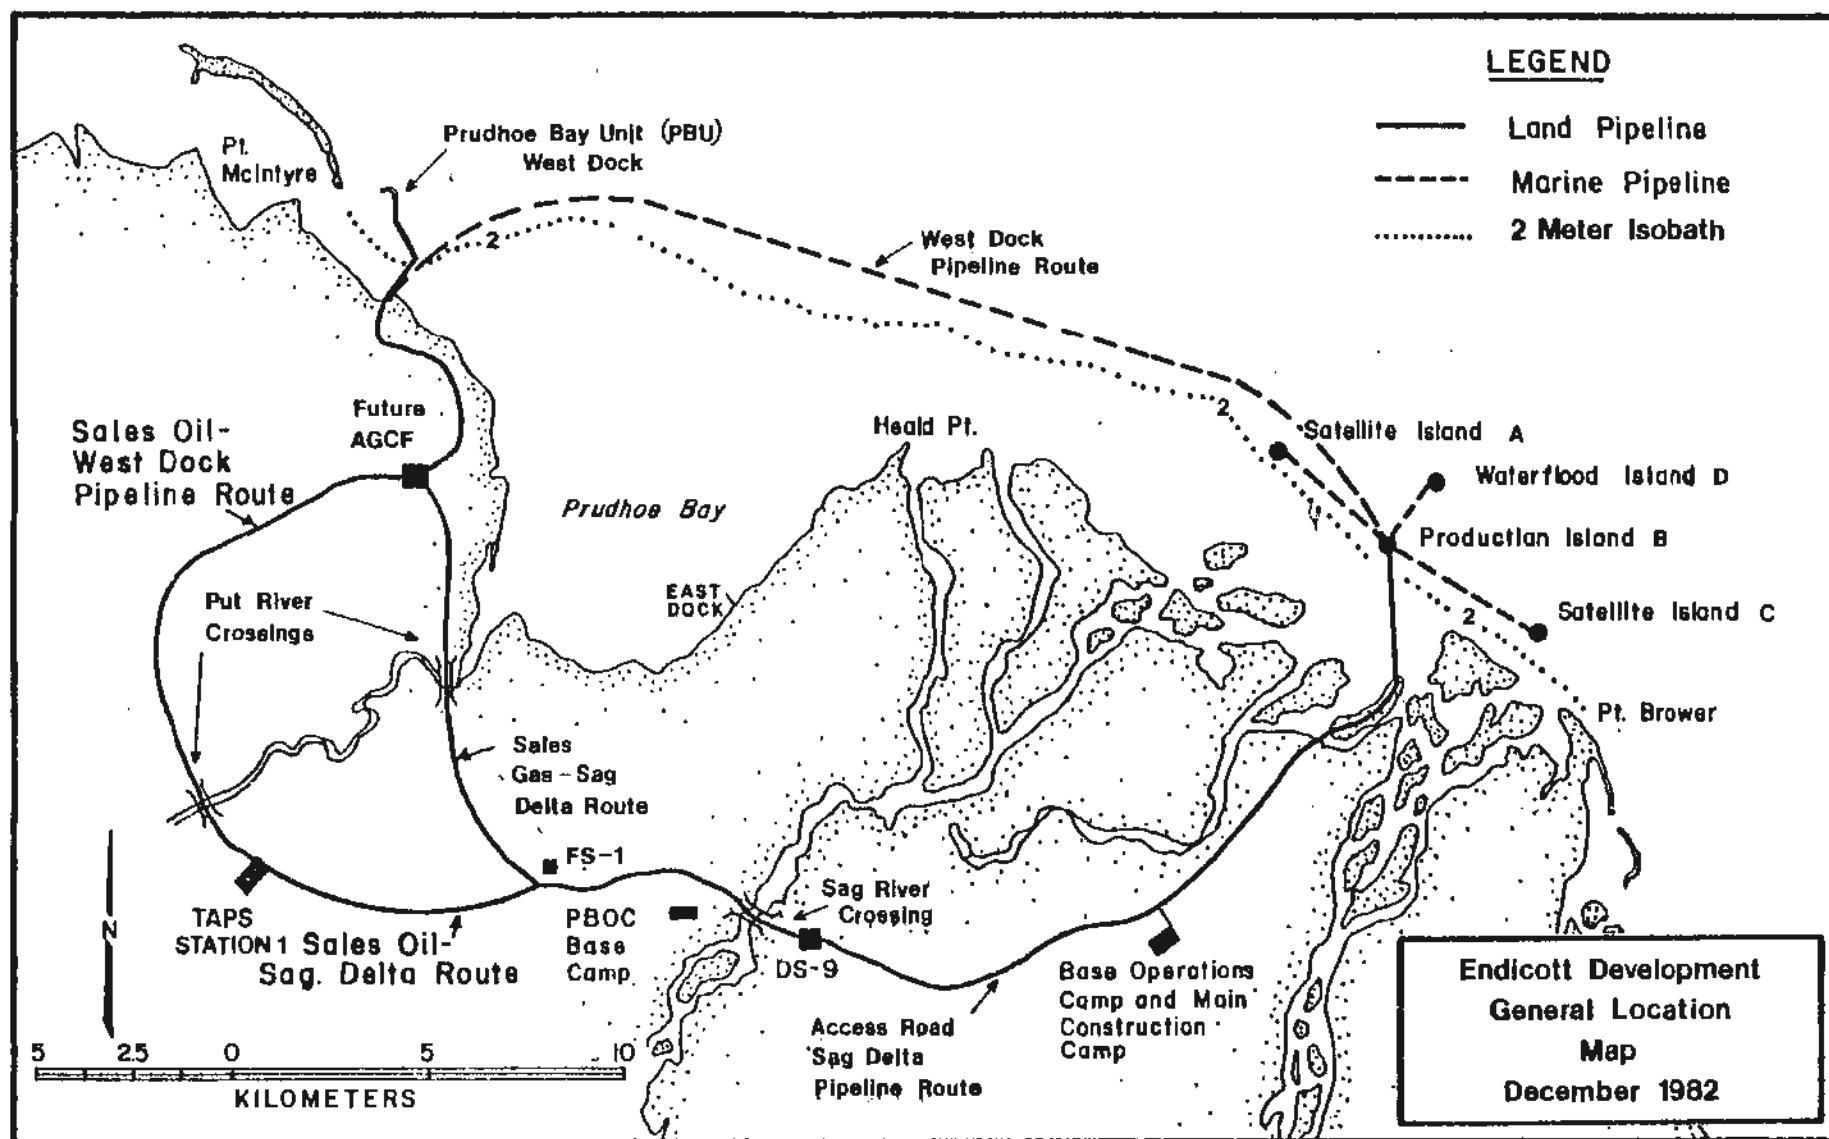 LEGEND
Land Pipeline
Marine Pipeline
2 Meter Isobath
Pt.
McIntyre
Prudhoe Bay Unit (PBU)
West Dock
2
West Dock
Pipeline Route
2
Satellite Island A
Waterflood Island D
Production Island B
2
Satellite Island C
Pt. Brower
Future
AGCF
Sales Oil-
West Dock
Pipeline Route
Heald Pt.
Prudhoe Bay
EAST
DOCK
Put River
Crossings
Sales
Gas-Sag
Delta Route
FS-1
TAPS
STATION 1
Sales Oil-
Sag. Delta Route
PBOC
Base
Camp
Sag River
Crossing
DS-9
Access Road
Sag Delta
Pipeline Route
Base Operations
Camp and Main
Construction
Camp
N
5 2.5 0 5 10
KILOMETERS
Endicott Development
General Location
Map
December 1982